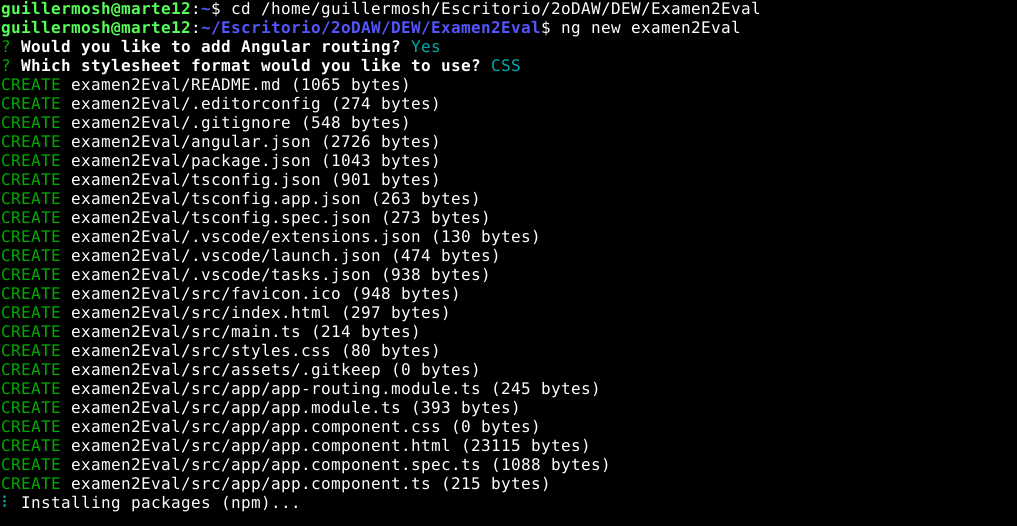 guillermosh@marte12:~$ cd /home/guillermosh/Escritorio/2oDAW/DEW/Examen2Eval
guillermosh@marte12:~/Escritorio/2oDAW/DEW/Examen2Eval$ ng new examen2Eval
? Would you like to add Angular routing? Yes
? Which stylesheet format would you like to use? CSS
CREATE examen2Eval/README.md (1065 bytes)
CREATE examen2Eval/.editorconfig (274 bytes)
CREATE examen2Eval/.gitignore (548 bytes)
CREATE examen2Eval/angular.json (2726 bytes)
CREATE examen2Eval/package.json (1043 bytes)
CREATE examen2Eval/tsconfig.json (901 bytes)
CREATE examen2Eval/tsconfig.app.json (263 bytes)
CREATE examen2Eval/tsconfig.spec.json (273 bytes)
CREATE examen2Eval/.vscode/extensions.json (130 bytes)
CREATE examen2Eval/.vscode/launch.json (474 bytes)
CREATE examen2Eval/.vscode/tasks.json (938 bytes)
CREATE examen2Eval/src/favicon.ico (948 bytes)
CREATE examen2Eval/src/index.html (297 bytes)
CREATE examen2Eval/src/main.ts (214 bytes)
CREATE examen2Eval/src/styles.css (80 bytes)
CREATE examen2Eval/src/assets/.gitkeep (0 bytes)
CREATE examen2Eval/src/app/app-routing.module.ts (245 bytes)
CREATE examen2Eval/src/app/app.module.ts (393 bytes)
CREATE examen2Eval/src/app/app.component.css (0 bytes)
CREATE examen2Eval/src/app/app.component.html (23115 bytes)
CREATE examen2Eval/src/app/app.component.spec.ts (1088 bytes)
CREATE examen2Eval/src/app/app.component.ts (215 bytes)
⠸ Installing packages (npm)...